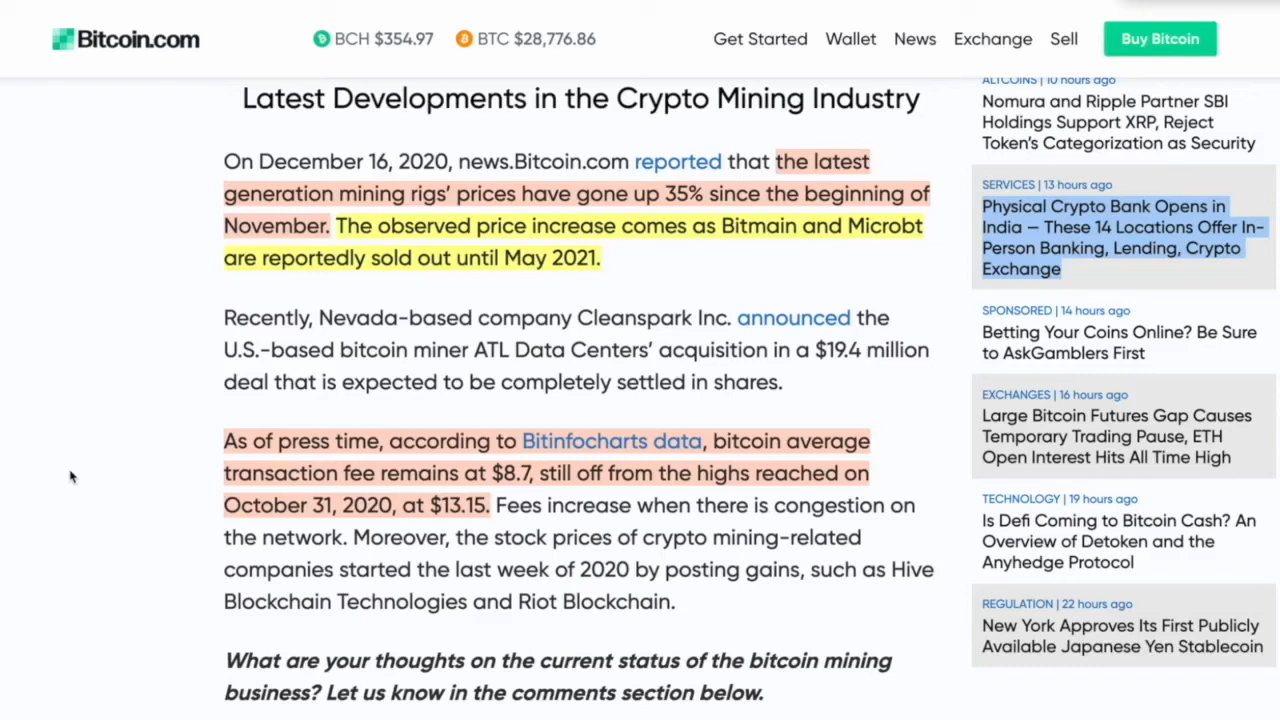 Bitcoin.com
BCH $354.97
BTC $28,776.86
Get Started
Wallet
News
Exchange
Sell
Buy Bitcoin
Latest Developments in the Crypto Mining Industry
On December 16, 2020, news.Bitcoin.com reported that the latest
generation mining rigs’ prices have gone up 35% since the beginning of
November. The observed price increase comes as Bitmain and Microbt
are reportedly sold out until May 2021.
Recently, Nevada-based company Cleanspark Inc. announced the
U.S.-based bitcoin miner ATL Data Centers’ acquisition in a $19.4 million
deal that is expected to be completely settled in shares.
As of press time, according to Bitinfocharts data, bitcoin average
transaction fee remains at $8.7, still off from the highs reached on
October 31, 2020, at $13.15. Fees increase when there is congestion on
the network. Moreover, the stock prices of crypto mining-related
companies started the last week of 2020 by posting gains, such as Hive
Blockchain Technologies and Riot Blockchain.
What are your thoughts on the current status of the bitcoin mining
business? Let us know in the comments section below.
ALTCOINS | 10 hours ago
Nomura and Ripple Partner SBI
Holdings Support XRP, Reject
Token’s Categorization as Security
SERVICES | 13 hours ago
Physical Crypto Bank Opens in
India — These 14 Locations Offer In-
Person Banking, Lending, Crypto
Exchange
SPONSORED | 14 hours ago
Betting Your Coins Online? Be Sure
to AskGamblers First
EXCHANGES | 16 hours ago
Large Bitcoin Futures Gap Causes
Temporary Trading Pause, ETH
Open Interest Hits All Time High
TECHNOLOGY | 19 hours ago
Is Defi Coming to Bitcoin Cash? An
Overview of Detoken and the
Anyhedge Protocol
REGULATION | 22 hours ago
New York Approves Its First Publicly
Available Japanese Yen Stablecoin